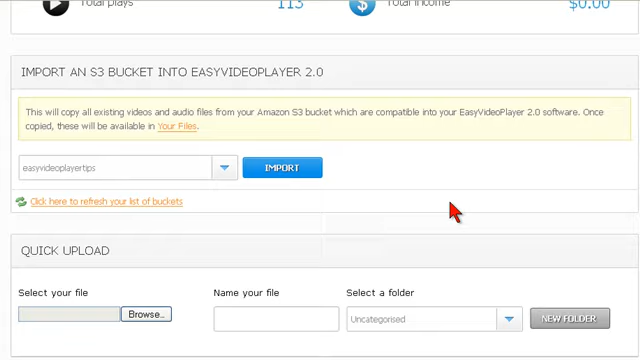 Total plays 113 Total income $0.00
IMPORT AN S3 BUCKET INTO EASYVIDEOPLAYER 2.0
This will copy all existing videos and audio files from your Amazon S3 bucket which are compatible into your EasyVideoPlayer 2.0 software. Once
copied, these will be available in Your Files.
easyvideoplayertips IMPORT
Click here to refresh your list of buckets
QUICK UPLOAD
Select your file Name your file Select a folder
Browse... Uncategorised NEW FOLDER